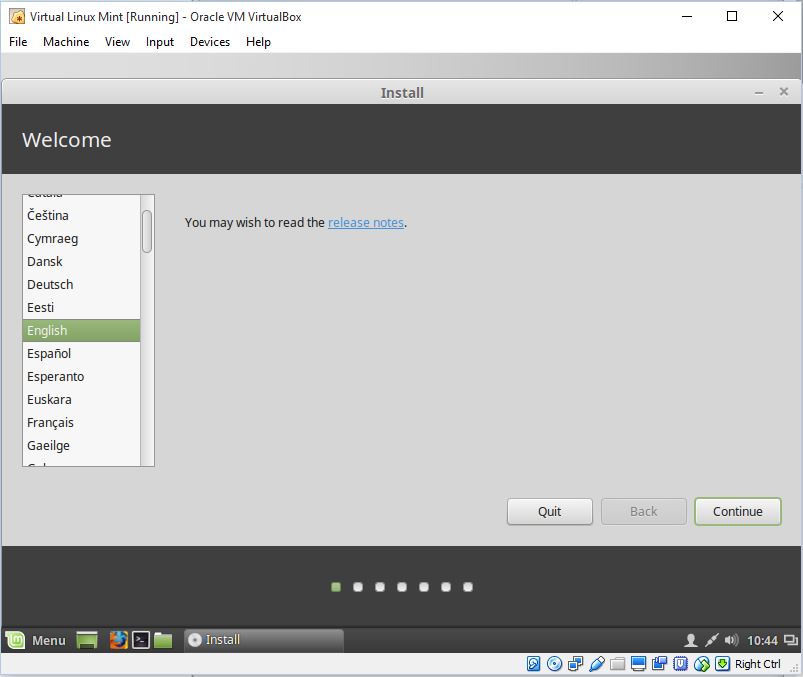 Virtual Linux Mint [Running] - Oracle VM VirtualBox
File Machine View Input Devices Help
Install
Welcome
Čeština
Cymraeg
Dansk
Deutsch
Eesti
English
Español
Esperanto
Euskara
Français
Gaeilge
You may wish to read the release notes.
Quit Back Continue
Menu Install 10:44
Right Ctrl